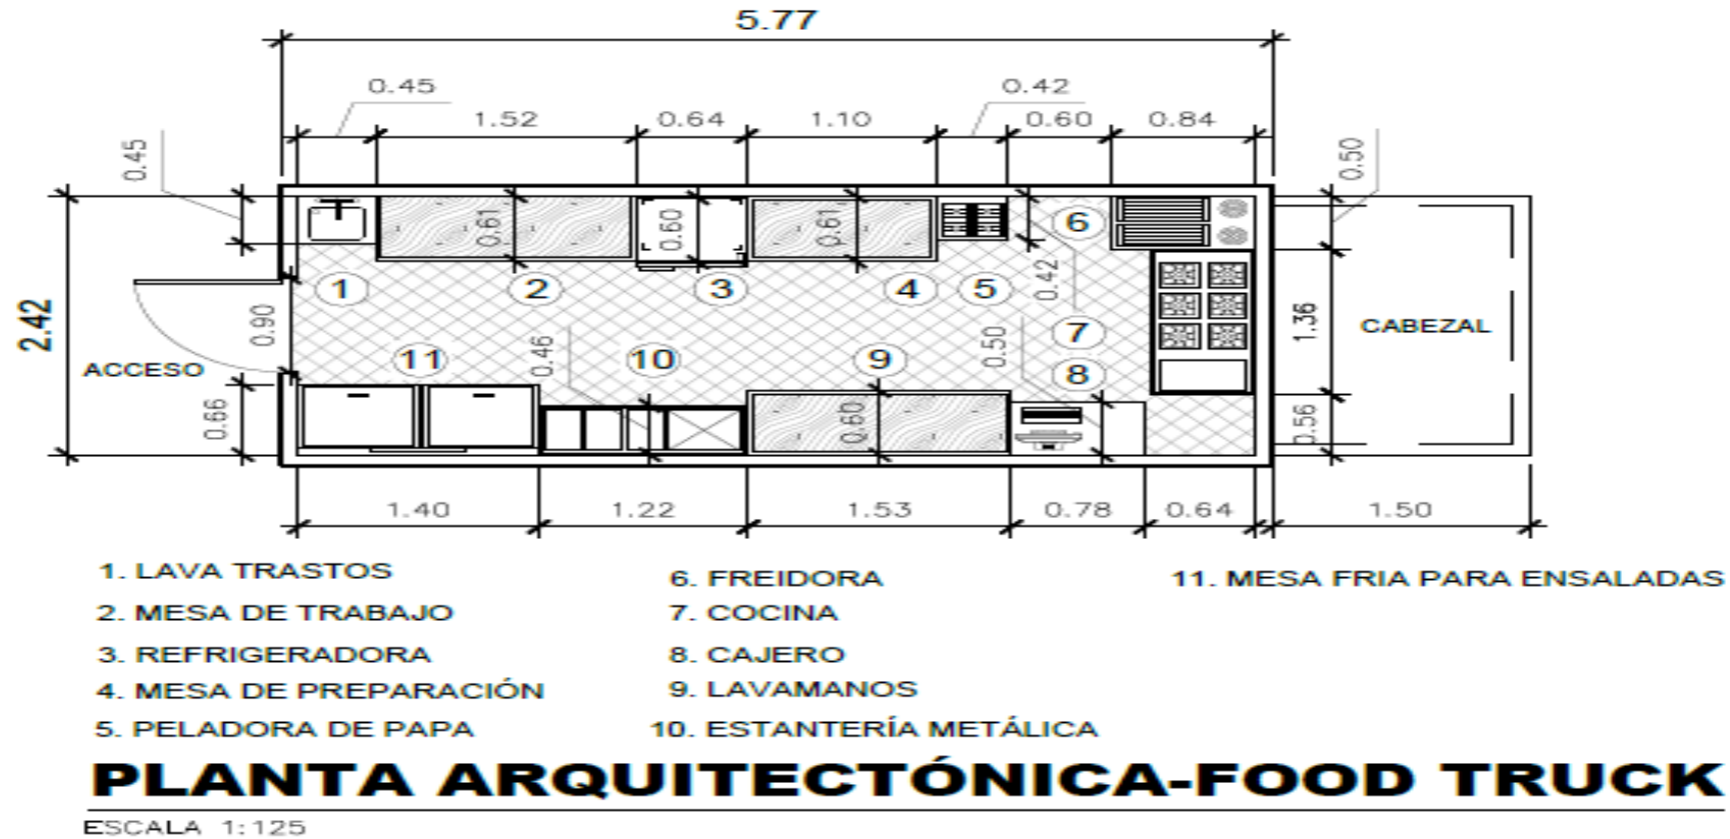 5.77
0.45
0.42
1.52
0.64
1.10
0.60
0.84
0.45
0.50
0.61
0.60
0.61
6
0.42
1
2
3
4
5
2.42
0.90
7
1.36
CABEZAL
ACCESO
11
0.46
10
9
0.50
8
0.66
0.60
0.56
1.40
1.22
1.53
0.78
0.64
1.50
1. LAVA TRASTOS
2. MESA DE TRABAJO
3. REFRIGERADORA
4. MESA DE PREPARACIÓN
5. PELADORA DE PAPA
6. FREIDORA
7. COCINA
8. CAJERO
9. LAVAMANOS
10. ESTANTERÍA METÁLICA
11. MESA FRIA PARA ENSALADAS
PLANTA ARQUITECTÓNICA-FOOD TRUCK
ESCALA 1:125